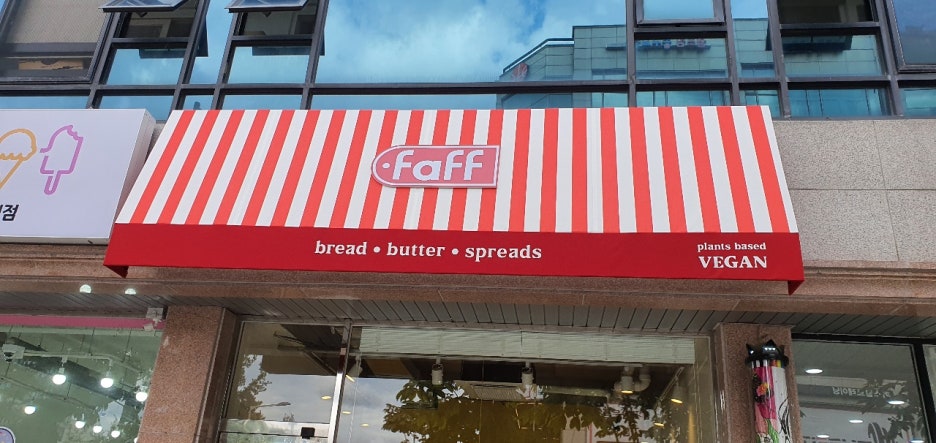 faff
bread • butter • spreads
plants based
VEGAN
점